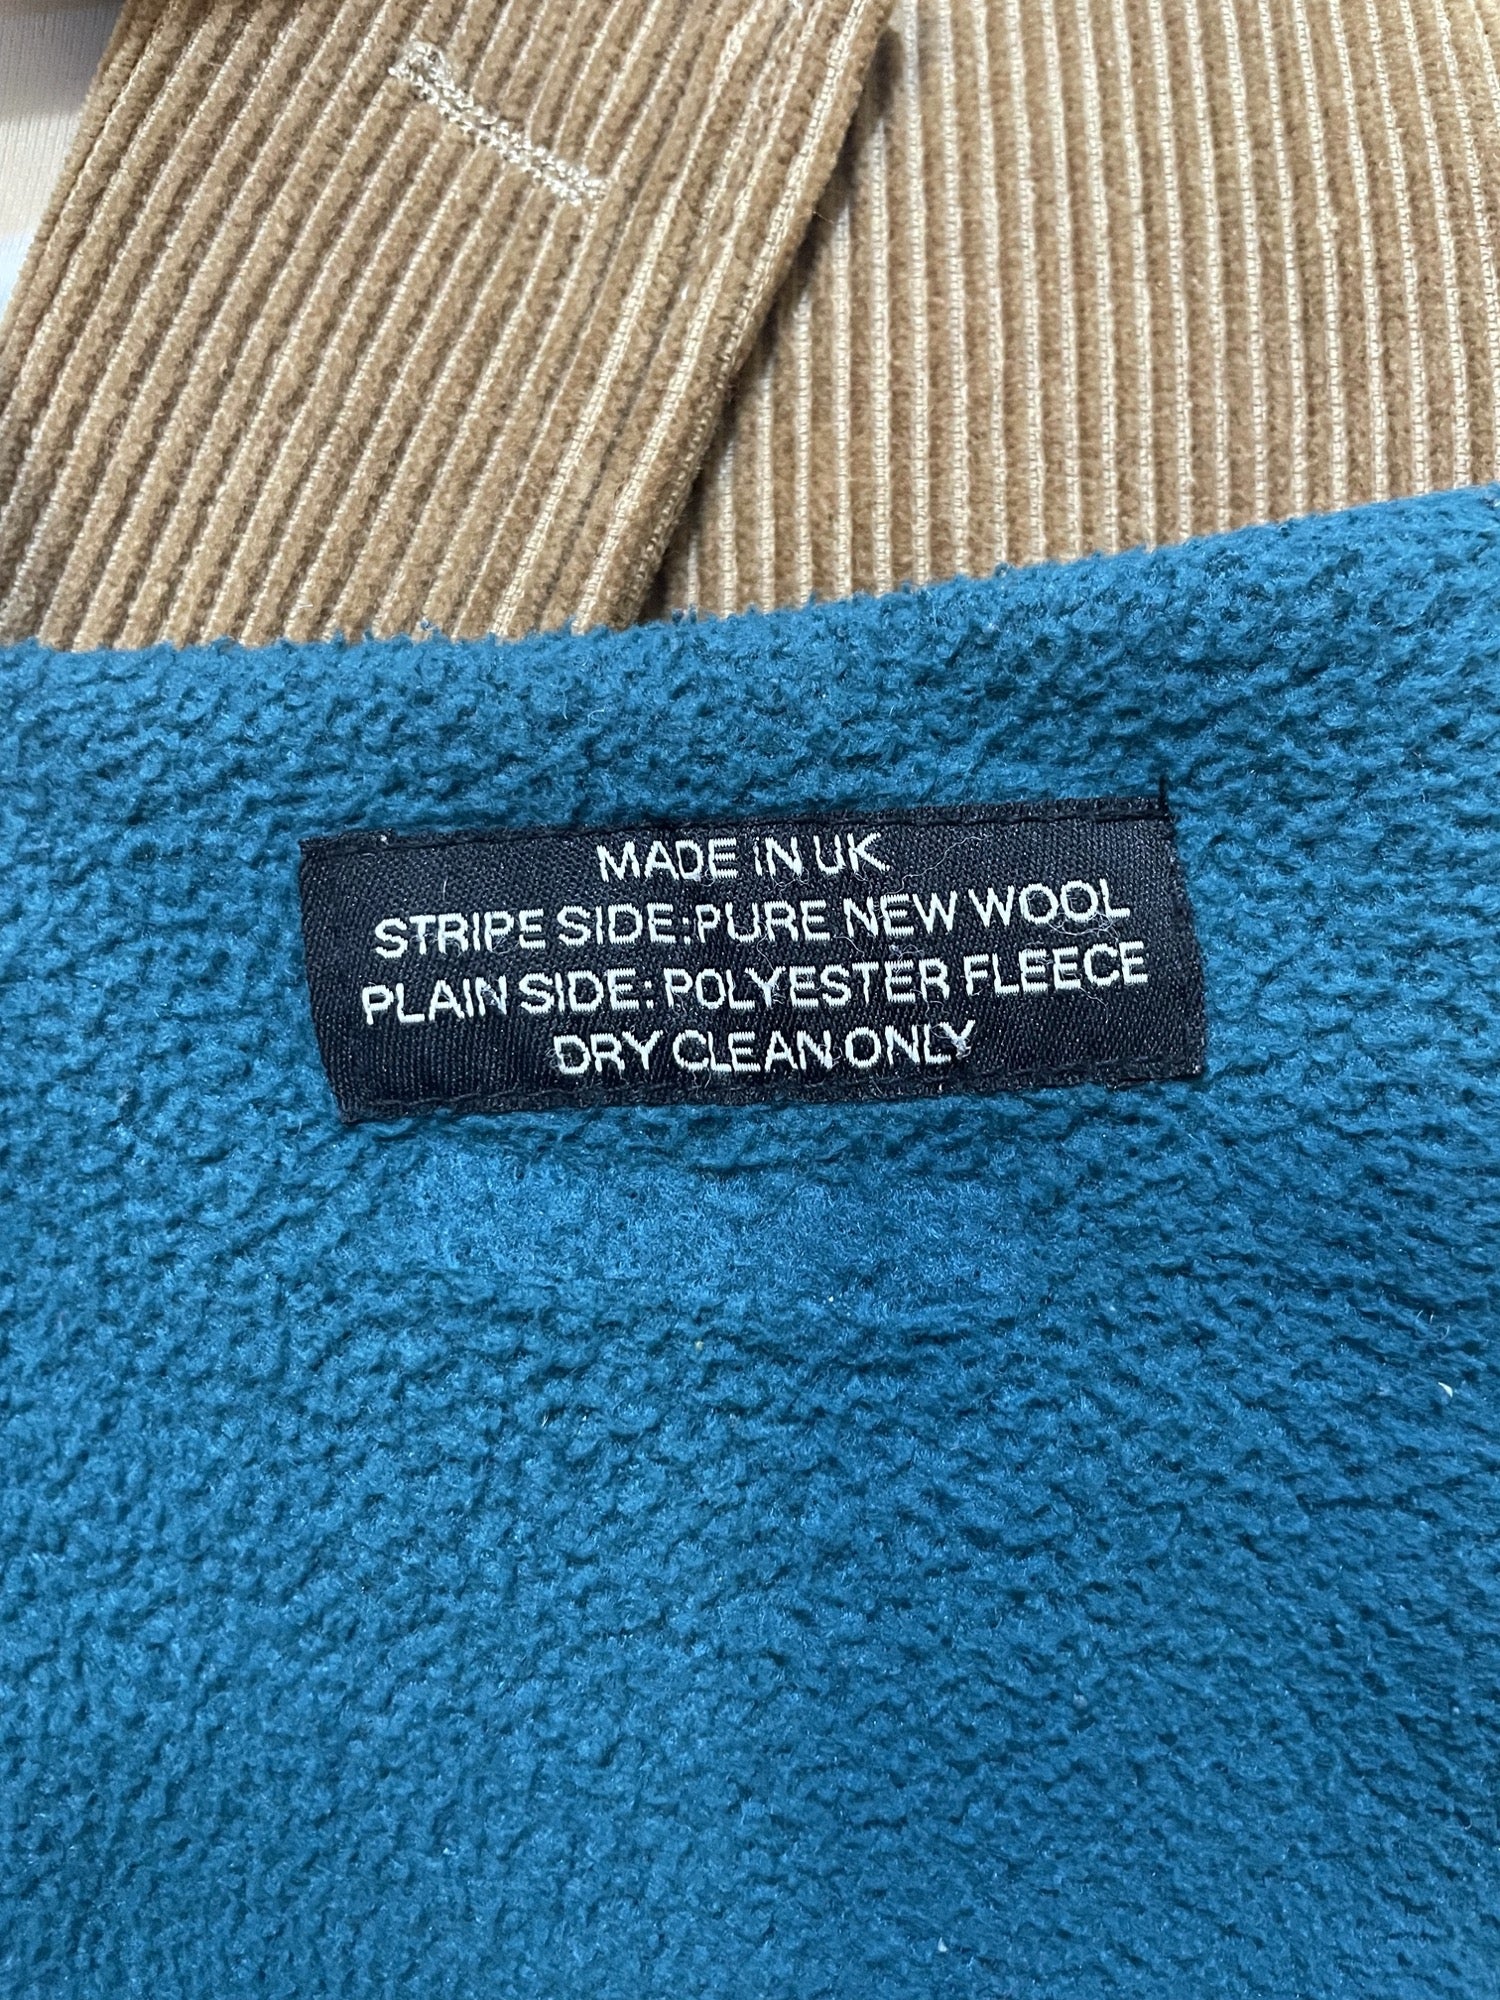 MADE IN UK
STRIPE SIDE:PURE NEW WOOL
PLAIN SIDE:POLYESTER FLEECE
DRY CLEAN ONLY